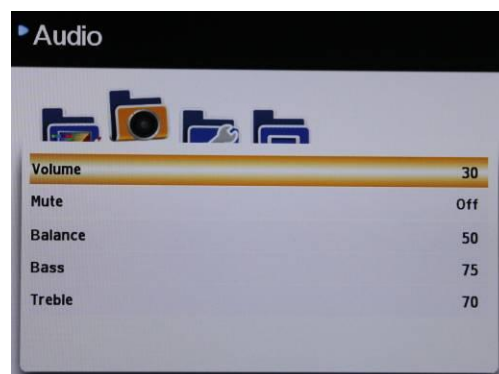 Audio
Volume 30
Mute Off
Balance 50
Bass 75
Treble 70